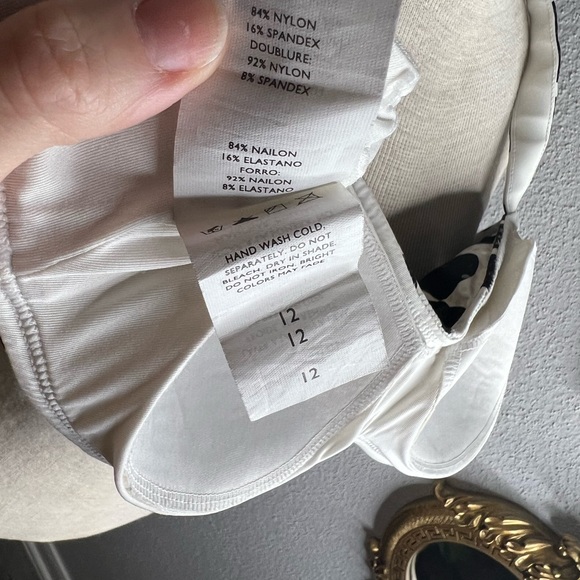 84% NYLON
16% SPANDEX
DOUBLURE:
92% NYLON
8% SPANDEX
84% NAILON
16% ELASTANO
FORRO:
92% NAILON
8% ELASTANO
HAND WASH COLD,
SEPARATELY. DO NOT
BLEACH. DRY IN SHADE.
DO NOT IRON. BRIGHT
COLORS MAY FADE
12
12
12